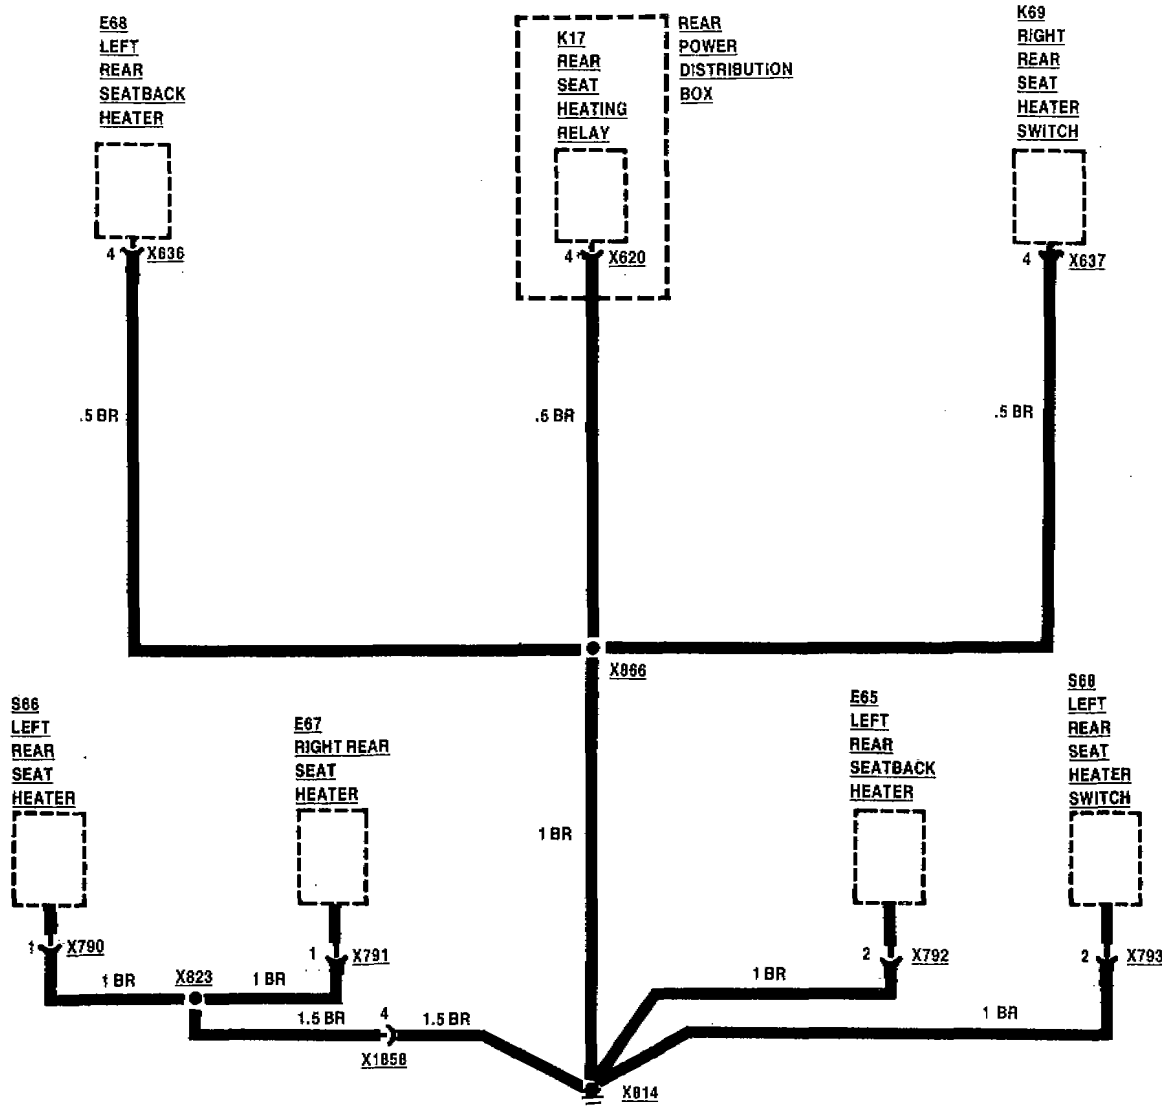 E68
LEFT
REAR
SEATBACK
HEATER
K17
REAR
SEAT
HEATING
RELAY
REAR
POWER
DISTRIBUTION
BOX
K69
RIGHT
REAR
SEAT
HEATER
SWITCH
4 X636
4 X620
4 X637
.5 BR
.5 BR
.5 BR
X866
S66
LEFT
REAR
SEAT
HEATER
E67
RIGHT REAR
SEAT
HEATER
E65
LEFT
REAR
SEATBACK
HEATER
S68
LEFT
REAR
SEAT
HEATER
SWITCH
1 BR
1 X790
1 X791
2 X792
2 X793
1 BR
X823
1 BR
1 BR
1 BR
1.5 BR
4
1.5 BR
X1858
X814